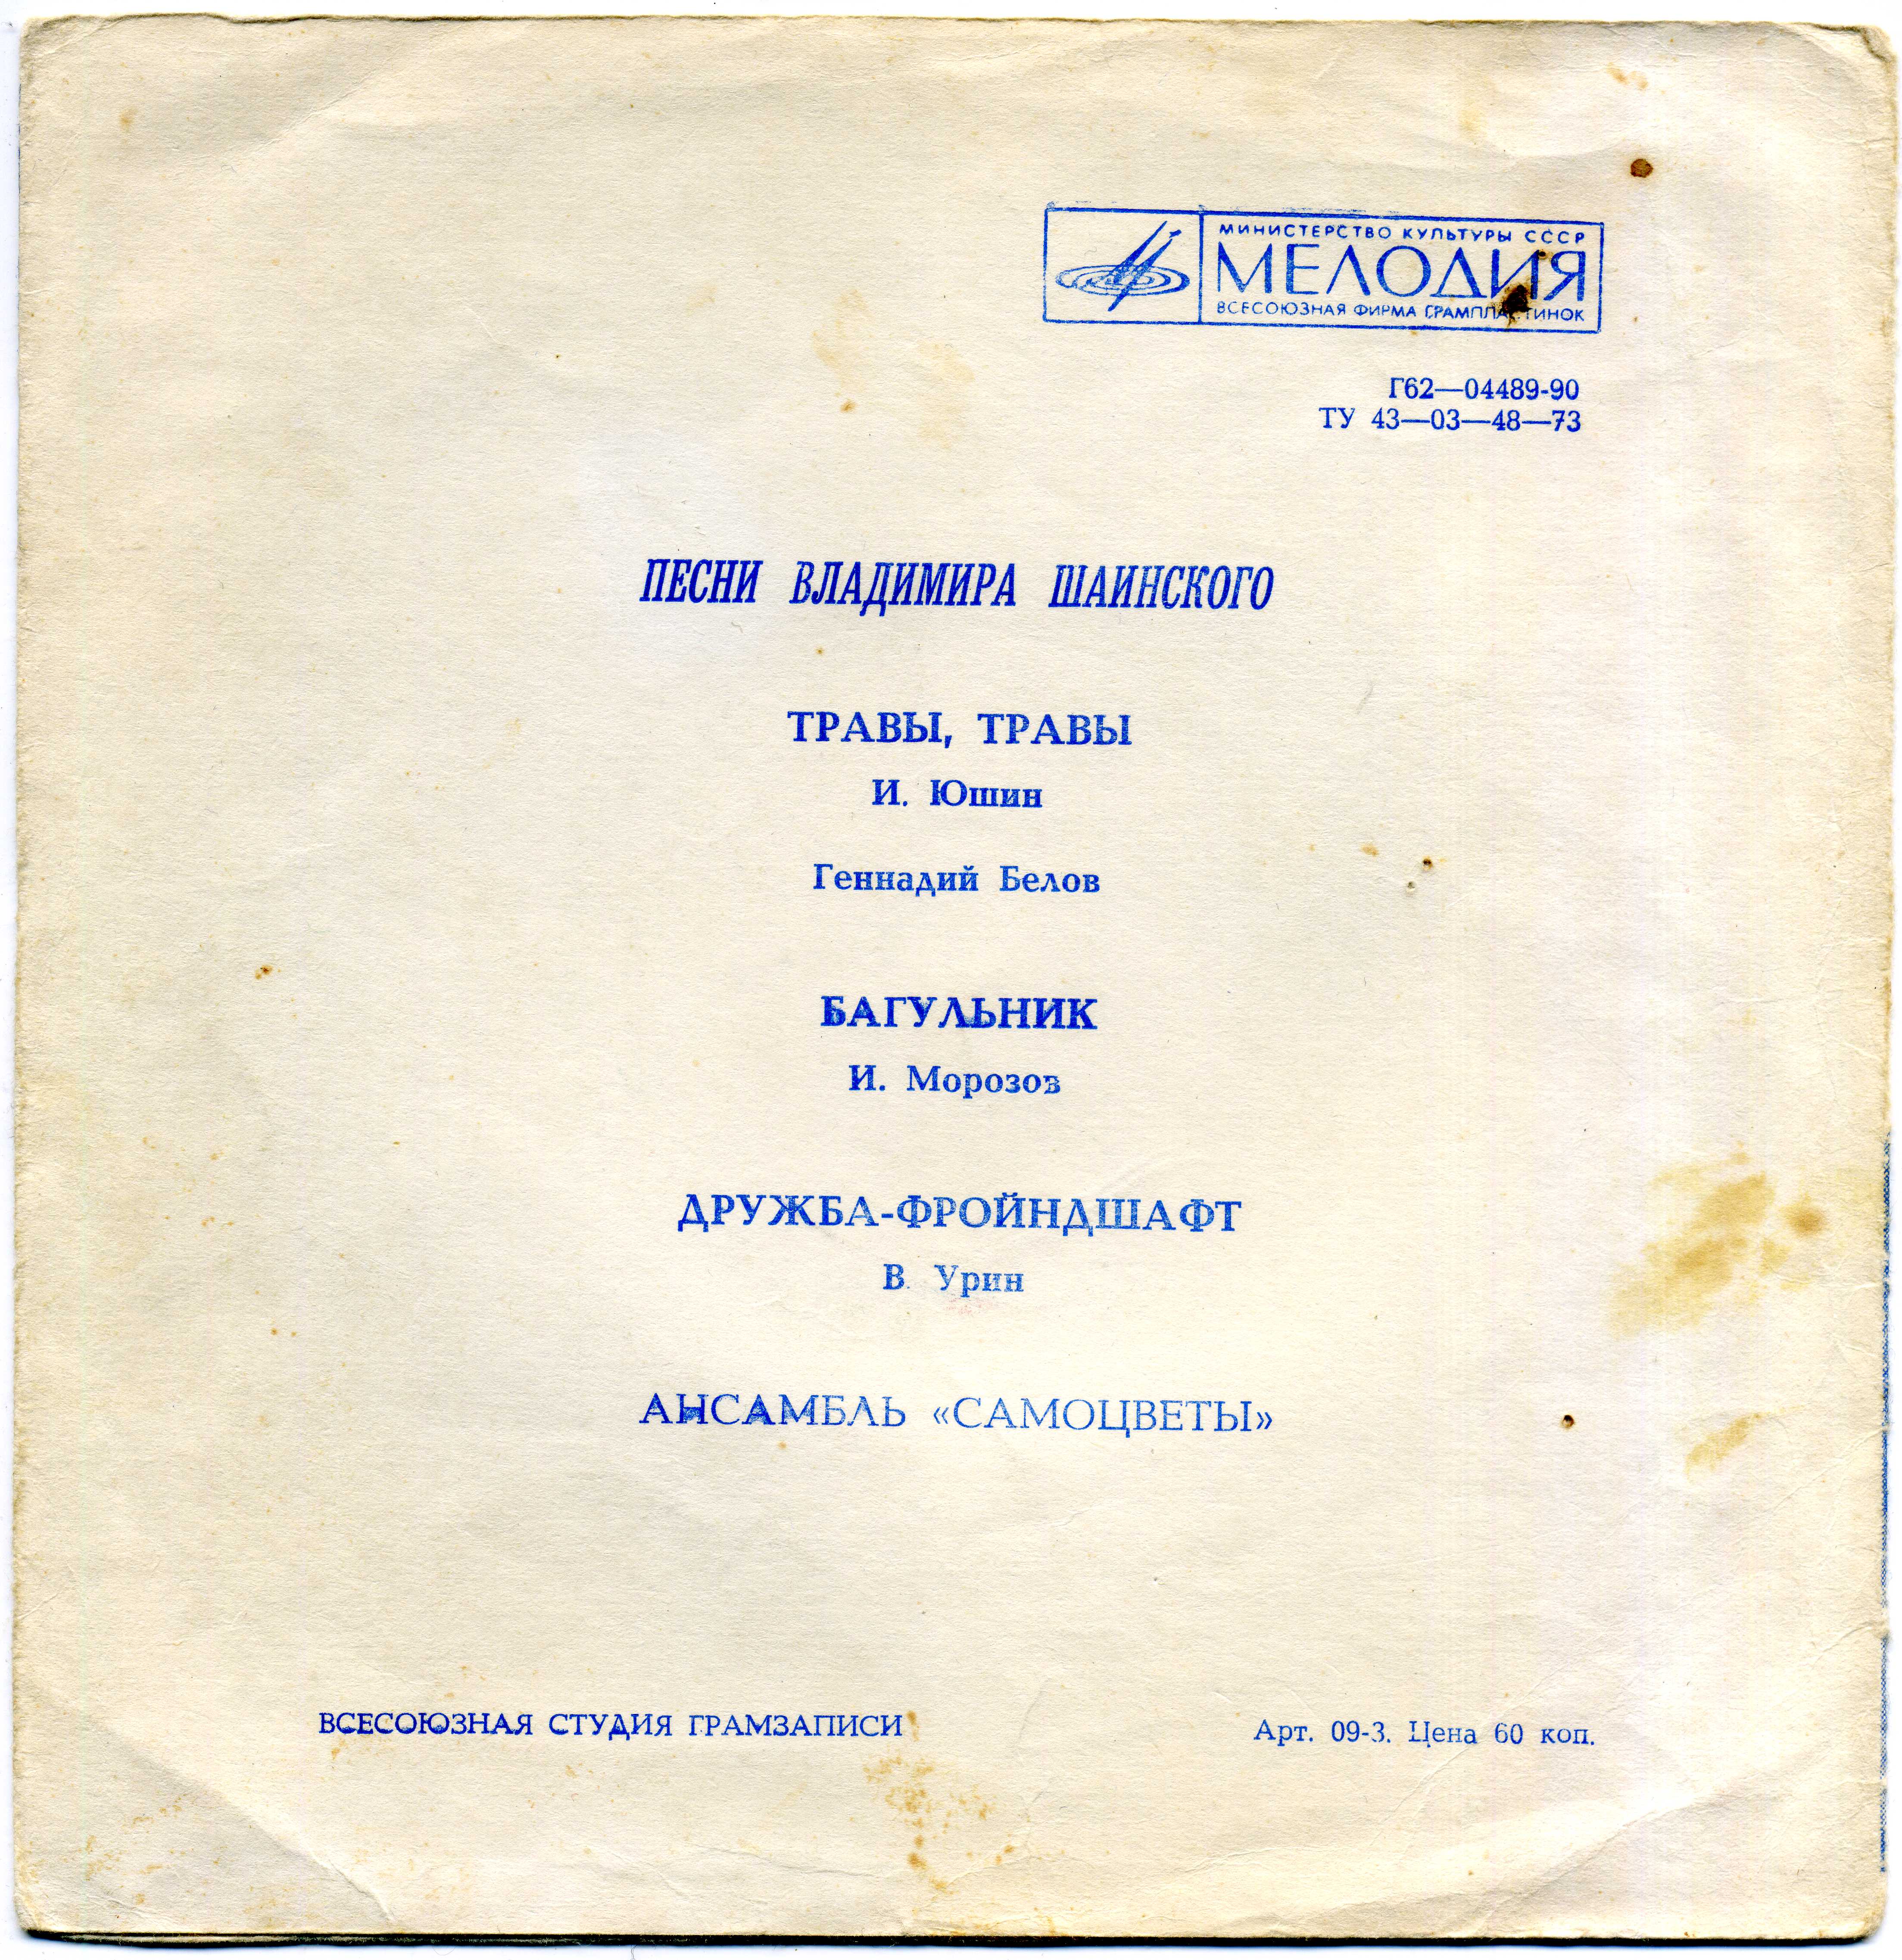 МИНИСТЕРСТВО КУЛЬТУРЫ СССР
МЕЛОДИЯ
ВСЕСОЮЗНАЯ ФИРМА ГРАМПЛАСТИНОК
Г62—04489-90
ТУ 43—03—48—73
ПЕСНИ ВЛАДИМИРА ШАИНСКОГО
ТРАВЫ, ТРАВЫ
И. Юшин
Геннадий Белов
БАГУЛЬНИК
И. Морозов
ДРУЖБА-ФРОЙНДШАФТ
В. Урин
АНСАМБЛЬ «САМОЦВЕТЫ»
ВСЕСОЮЗНАЯ СТУДИЯ ГРАМЗАПИСИ
Арт. 09-3. Цена 60 коп.